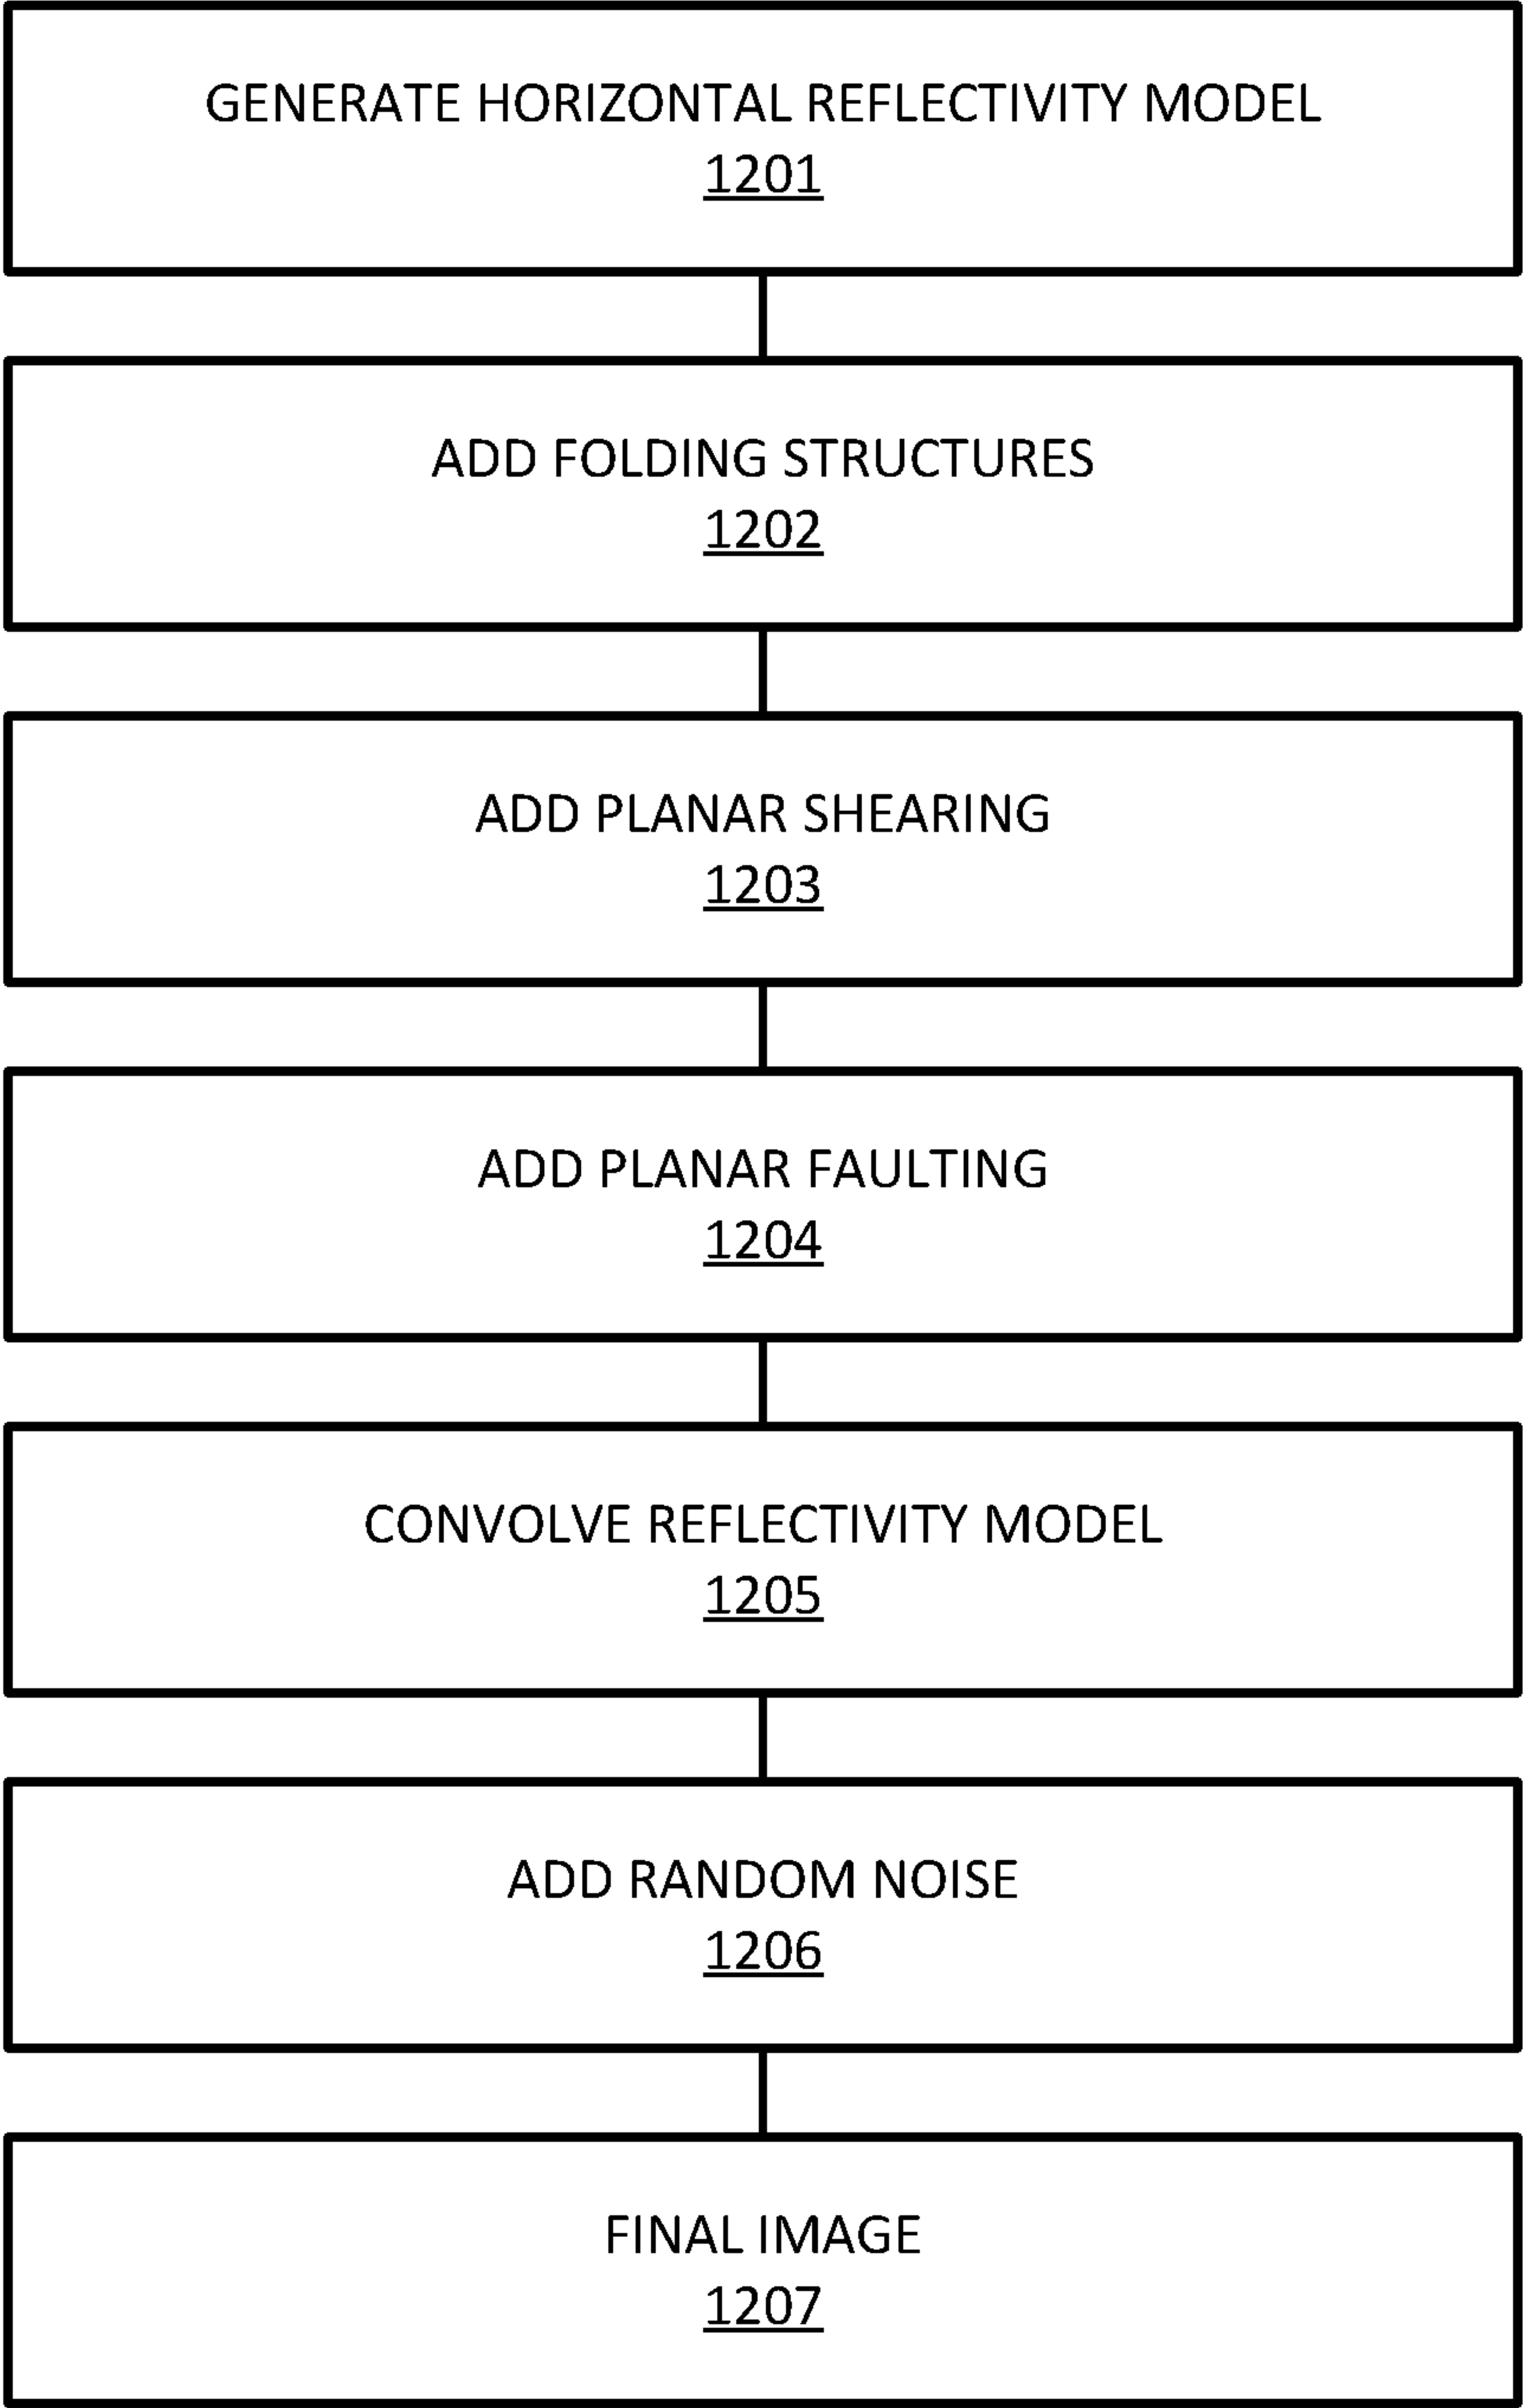 GENERATE HORIZONTAL REFLECTIVITY MODEL
1201
ADD FOLDING STRUCTURES
1202
ADD PLANAR SHEARING
1203
ADD PLANAR FAULTING
1204
CONVOLVE REFLECTIVITY MODEL
1205
ADD RANDOM NOISE
1206
FINAL IMAGE
1207